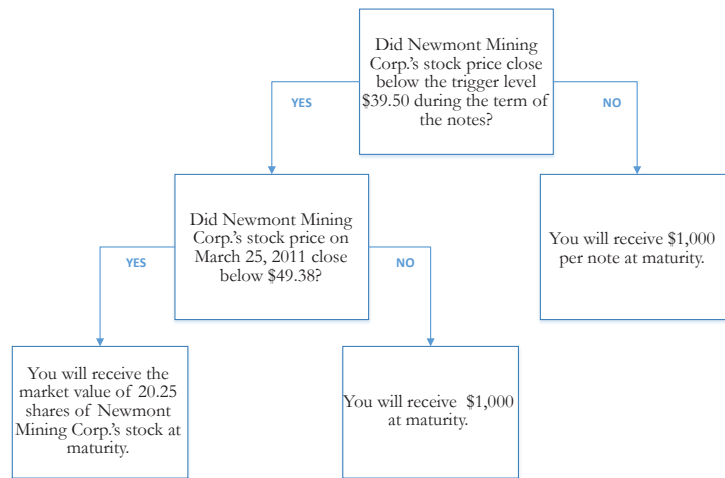 Did Newmont Mining
Corp.'s stock price close
below the trigger level
$39.50 during the term of
the notes?
YES
NO
Did Newmont Mining
Corp.'s stock price on
March 25, 2011 close
below $49.38?
You will receive $1,000
per note at maturity.
YES
NO
You will receive the
market value of 20.25
shares of Newmont
Mining Corp.'s stock at
maturity.
You will receive $1,000
at maturity.